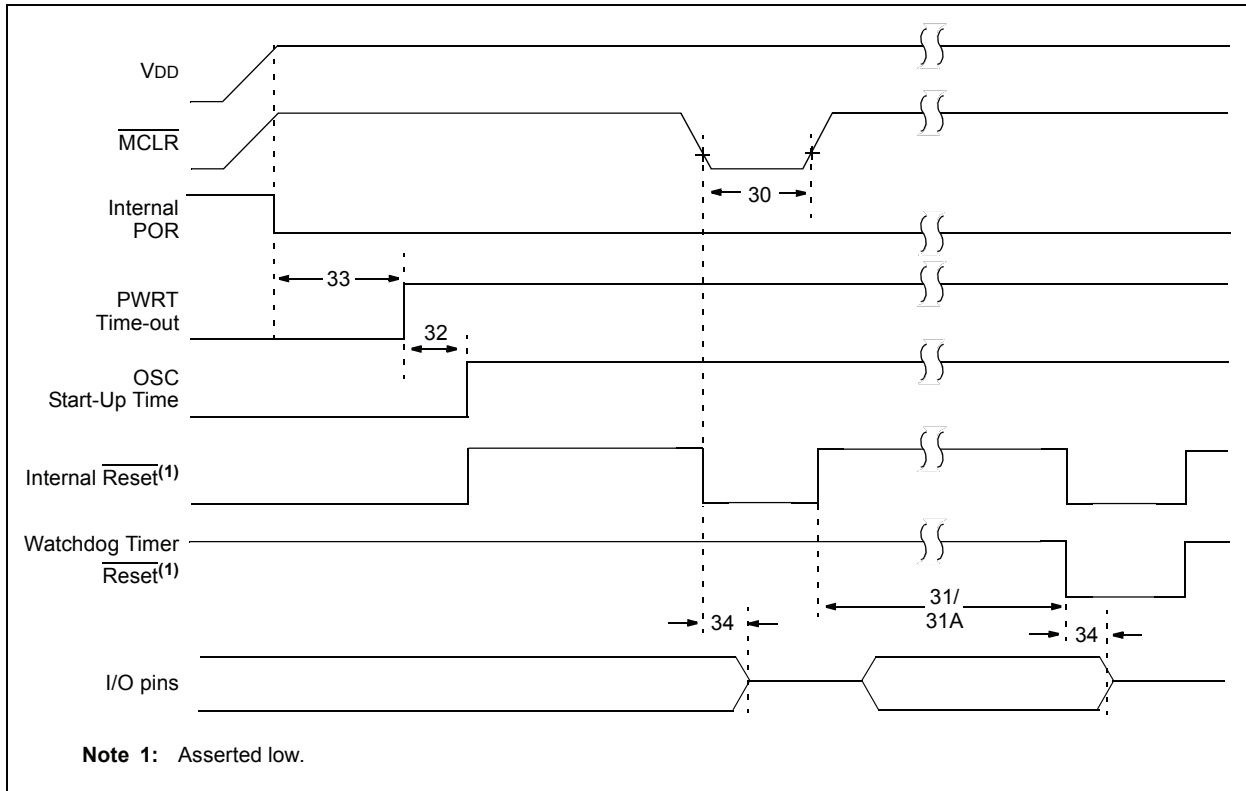 VDD
MCLR
30
Internal
POR
33
PWRT
Time-out
32
OSC
Start-Up Time
Internal Reset(1)
Watchdog Timer
Reset(1)
31/
31A
34
34
I/O pins
Note 1: Asserted low.